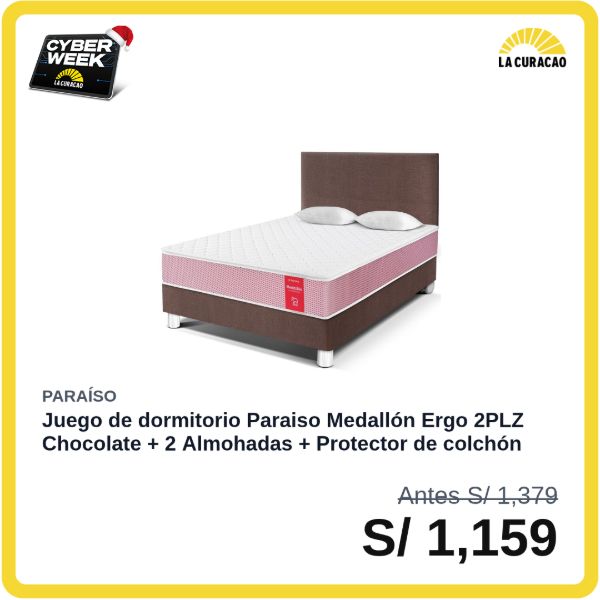 CYBER
WEEK
LA CURACAO
LA CURACAO
PARAÍSO
Juego de dormitorio Paraiso Medallón Ergo 2PLZ
Chocolate + 2 Almohadas + Protector de colchón
Antes S/ 1,379
S/ 1,159